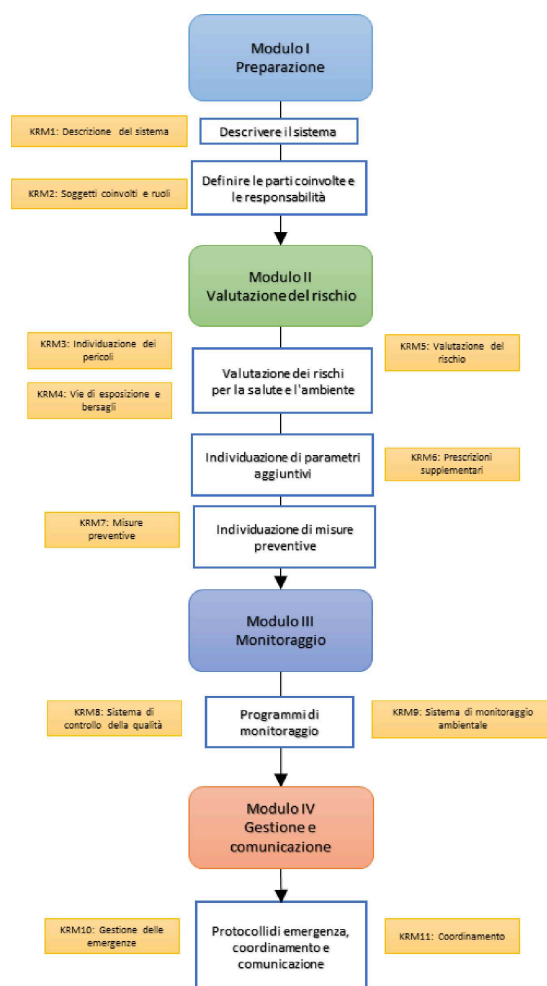 Modulo I
Preparazione
KRM1: Descrizione del sistema
Descrivere il sistema
KRM2: Soggetti coinvolti e ruoli
Definire le parti coinvolte e
le responsabilità
Modulo II
Valutazione del rischio
KRM3: Individuazione dei
pericoli
KRM4: Vie di esposizione e
bersagli
Valutazione dei rischi
per la salute e l'ambiente
KRM5: Valutazione del
rischio
Individuazione di parametri
aggiuntivi
KRM6: Prescrizioni
supplementari
KRM7: Misure
preventive
Individuazione di misure
preventive
Modulo III
Monitoraggio
KRM8: Sistema di
controllo della qualità
Programmi di
monitoraggio
KRM9: Sistema di monitoraggio
ambientale
Modulo IV
Gestione e
comunicazione
KRM10: Gestione delle
emergenze
Protocolli di emergenza,
coordinamento e
comunicazione
KRM11: Coordinamento